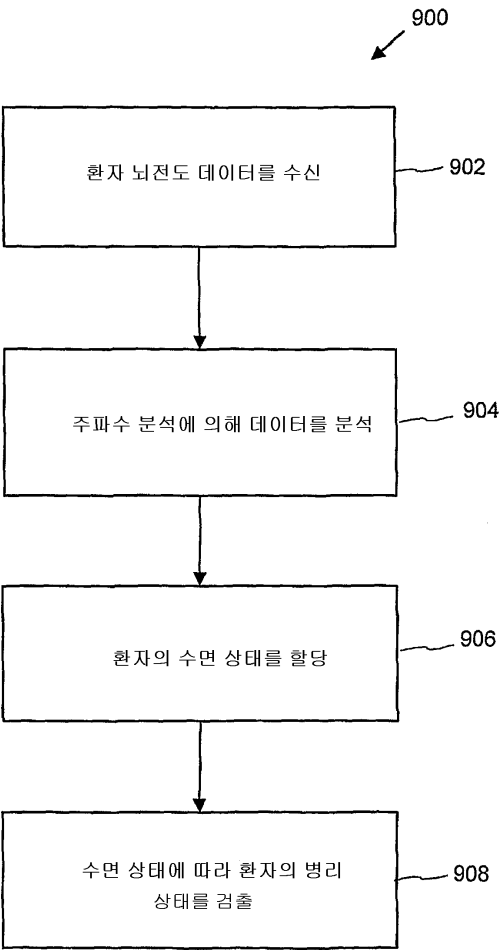 900
환자 뇌전도 데이터를 수신
902
주파수 분석에 의해 데이터를 분석
904
환자의 수면 상태를 할당
906
수면 상태에 따라 환자의 병리
상태를 검출
908